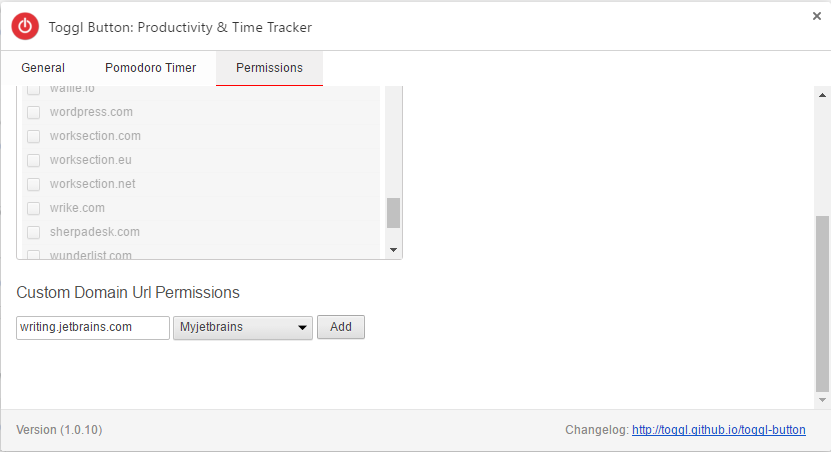 Toggl Button: Productivity & Time Tracker
General Pomodoro Timer Permissions
waffle.io
wordpress.com
worksection.com
worksection.eu
worksection.net
wrike.com
sherpadesk.com
wunderlist.com
Custom Domain Url Permissions
writing.jetbrains.com Myjetbrains Add
Version (1.0.10) Changelog: http://toggl.github.io/toggl-button